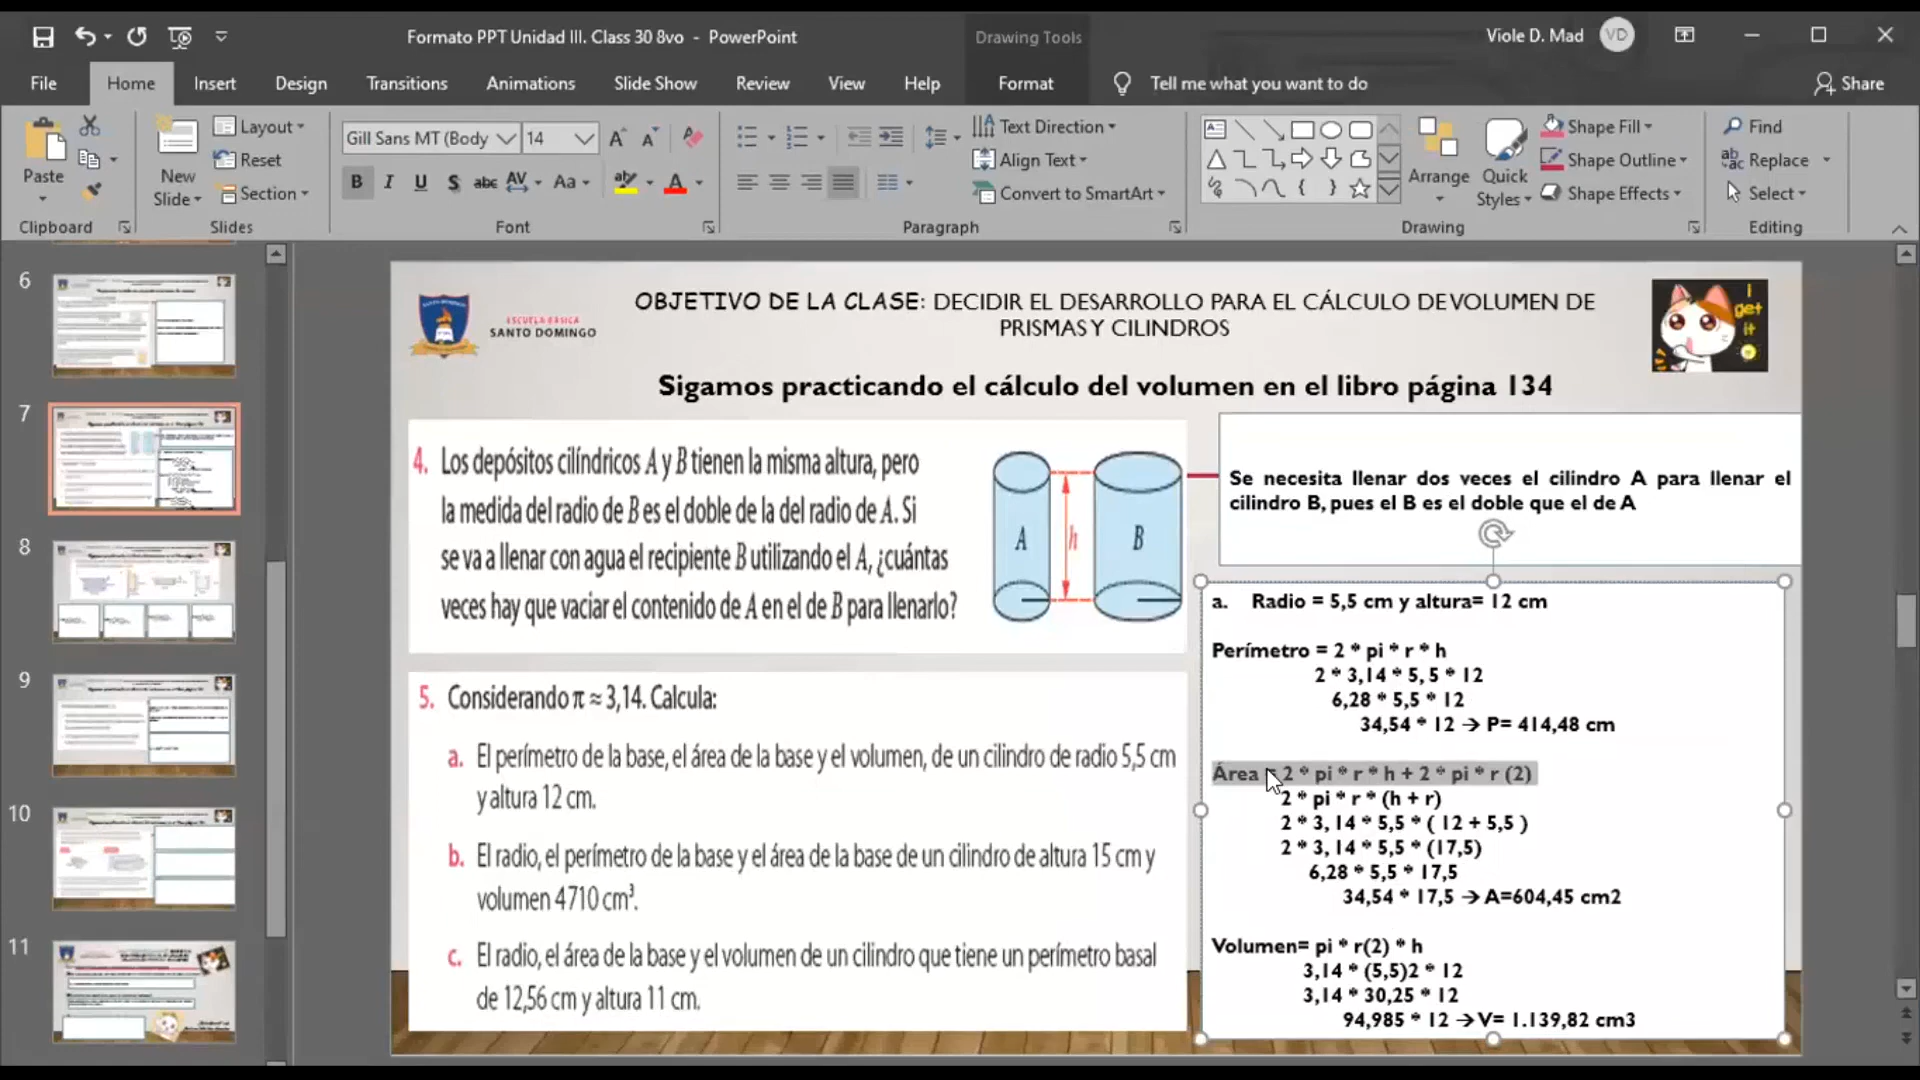 Formato PPT Unidad III. Class 30 8vo - PowerPoint
Drawing Tools
Viole D. Mad
VD
File
Home
Insert
Design
Transitions
Animations
Slide Show
Review
View
Help
Format
Tell me what you want to do
Share
Paste
Clipboard
New Slide
Layout
Reset
Section
Slides
Gill Sans MT (Body
14
B I U S abc AV Aa
Font
Text Direction
Align Text
Convert to SmartArt
Paragraph
Arrange
Quick Styles
Shape Fill
Shape Outline
Shape Effects
Drawing
Find
Replace
Select
Editing
6
7
8
9
10
11
ESCUELA BÁSICA
SANTO DOMINGO
OBJETIVO DE LA CLASE: DECIDIR EL DESARROLLO PARA EL CÁLCULO DE VOLUMEN DE
PRISMAS Y CILINDROS
I
get
it
Sigamos practicando el cálculo del volumen en el libro página 134
4. Los depósitos cilíndricos A y B tienen la misma altura, pero
la medida del radio de B es el doble de la del radio de A. Si
se va a llenar con agua el recipiente B utilizando el A, ¿cuántas
veces hay que vaciar el contenido de A en el de B para llenarlo?
A
h
B
Se necesita llenar dos veces el cilindro A para llenar el
cilindro B, pues el B es el doble que el de A
5. Considerando π ≈ 3,14. Calcula:
a. El perímetro de la base, el área de la base y el volumen, de un cilindro de radio 5,5 cm
y altura 12 cm.
b. El radio, el perímetro de la base y el área de la base de un cilindro de altura 15 cm y
volumen 4710 cm³.
c. El radio, el área de la base y el volumen de un cilindro que tiene un perímetro basal
de 12,56 cm y altura 11 cm.
a. Radio = 5,5 cm y altura= 12 cm
Perímetro = 2 * pi * r * h
2 * 3,14 * 5, 5 * 12
6,28 * 5,5 * 12
34,54 * 12 → P= 414,48 cm
Área = 2 * pi * r * h + 2 * pi * r (2)
2 * pi * r * (h + r)
2 * 3, 14 * 5,5 * ( 12 + 5,5 )
2 * 3, 14 * 5,5 * (17,5)
6,28 * 5,5 * 17,5
34,54 * 17,5 → A=604,45 cm2
Volumen= pi * r(2) * h
3,14 * (5,5)2 * 12
3,14 * 30,25 * 12
94,985 * 12 → V= 1.139,82 cm3